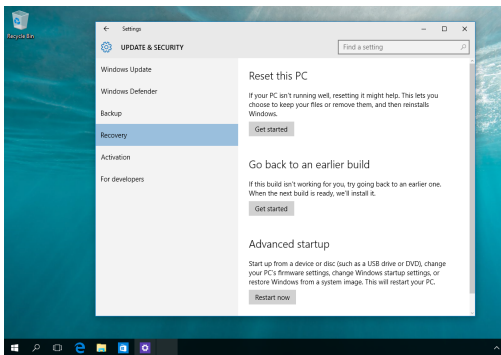 Recycle Bin
Settings
UPDATE & SECURITY
Find a setting
Windows Update
Windows Defender
Backup
Recovery
Activation
For developers
Reset this PC
If your PC isn't running well, resetting it might help. This lets you
choose to keep your files or remove them, and then reinstalls
Windows.
Get started
Go back to an earlier build
If this build isn't working for you, try going back to an earlier one.
When the next build is ready, we'll install it.
Get started
Advanced startup
Start up from a device or disc (such as a USB drive or DVD), change
your PC's firmware settings, change Windows startup settings, or
restore Windows from a system image. This will restart your PC.
Restart now